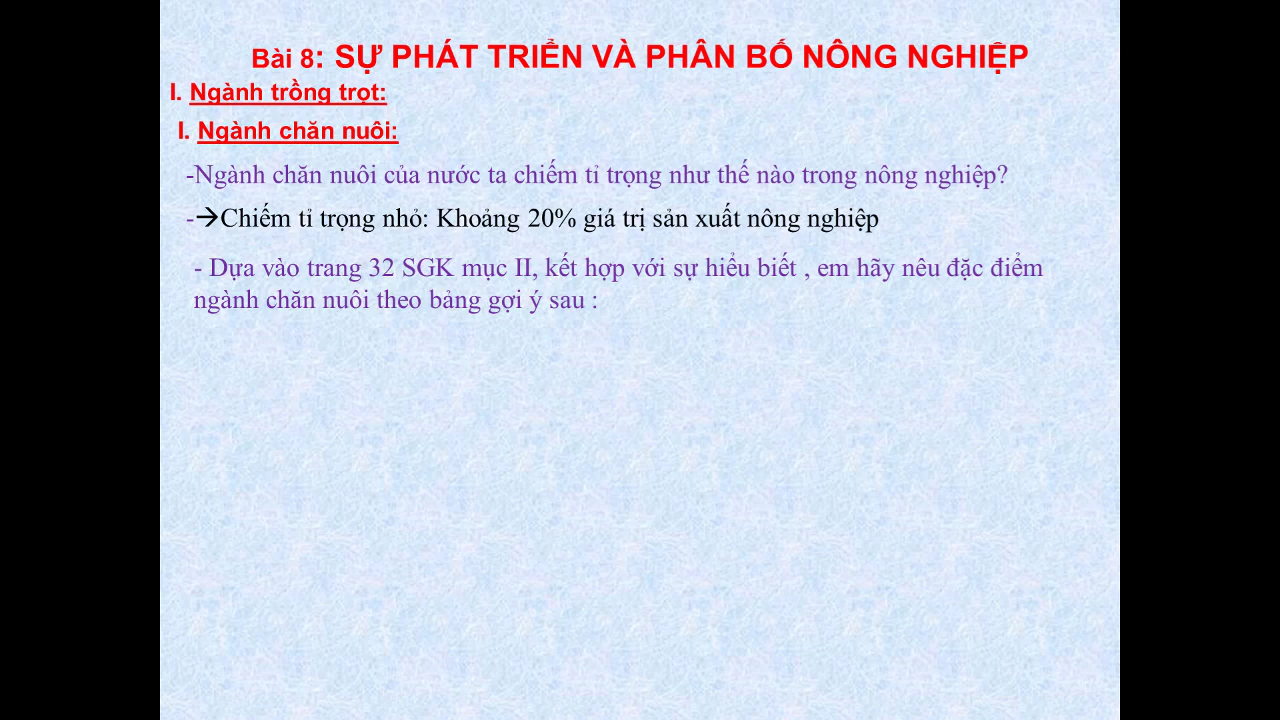 Bài 8: SỰ PHÁT TRIỂN VÀ PHÂN BỐ NÔNG NGHIỆP
I. Ngành trồng trọt:
I. Ngành chăn nuôi:
-Ngành chăn nuôi của nước ta chiếm tỉ trọng như thế nào trong nông nghiệp?
-→Chiếm tỉ trọng nhỏ: Khoảng 20% giá trị sản xuất nông nghiệp
- Dựa vào trang 32 SGK mục II, kết hợp với sự hiểu biết , em hãy nêu đặc điểm
ngành chăn nuôi theo bảng gợi ý sau :